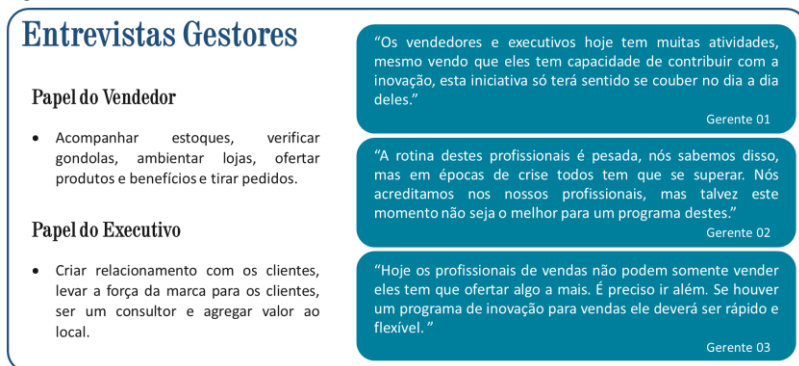 Entrevistas Gestores
Papel do Vendedor
• Acompanhar estoques, verificar
gondolas, ambientar lojas, ofertar
produtos e benefícios e tirar pedidos.
Papel do Executivo
• Criar relacionamento com os clientes,
levar a força da marca para os clientes,
ser um consultor e agregar valor ao
local.
“Os vendedores e executivos hoje tem muitas atividades,
mesmo vendo que eles tem capacidade de contribuir com a
inovação, esta iniciativa só terá sentido se couber no dia a dia
deles.”
Gerente 01
“A rotina destes profissionais é pesada, nós sabemos disso,
mas em épocas de crise todos tem que se superar. Nós
acreditamos nos nossos profissionais, mas talvez este
momento não seja o melhor para um programa destes.”
Gerente 02
“Hoje os profissionais de vendas não podem somente vender
eles tem que ofertar algo a mais. É preciso ir além. Se houver
um programa de inovação para vendas ele deverá ser rápido e
flexível. ”
Gerente 03